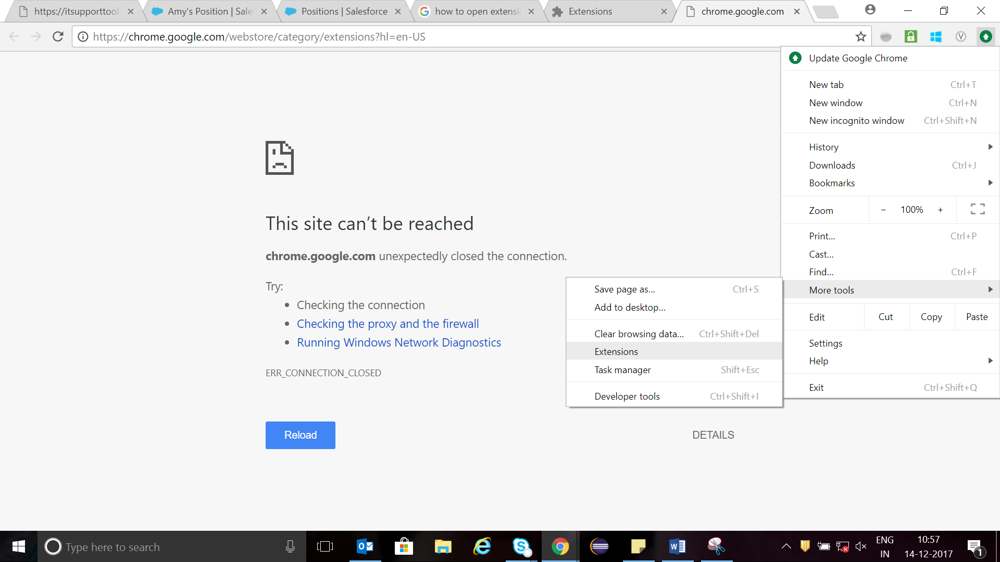 https://itsupporttool
Amy's Position | Sale
Positions | Salesforce
how to open extensi
Extensions
chrome.google.com
https://chrome.google.com/webstore/category/extensions?hl=en-US
Update Google Chrome
New tab Ctrl+T
New window Ctrl+N
New incognito window Ctrl+Shift+N
History
Downloads Ctrl+J
Bookmarks
Zoom − 100% +
Print... Ctrl+P
Cast...
Find... Ctrl+F
More tools
Edit Cut Copy Paste
Settings
Help
Exit Ctrl+Shift+Q
Save page as... Ctrl+S
Add to desktop...
Clear browsing data... Ctrl+Shift+Del
Extensions
Task manager Shift+Esc
Developer tools Ctrl+Shift+I
This site can’t be reached
chrome.google.com unexpectedly closed the connection.
Try:
• Checking the connection
• Checking the proxy and the firewall
• Running Windows Network Diagnostics
ERR_CONNECTION_CLOSED
Reload
DETAILS
Type here to search
ENG
IN
10:57
14-12-2017
1